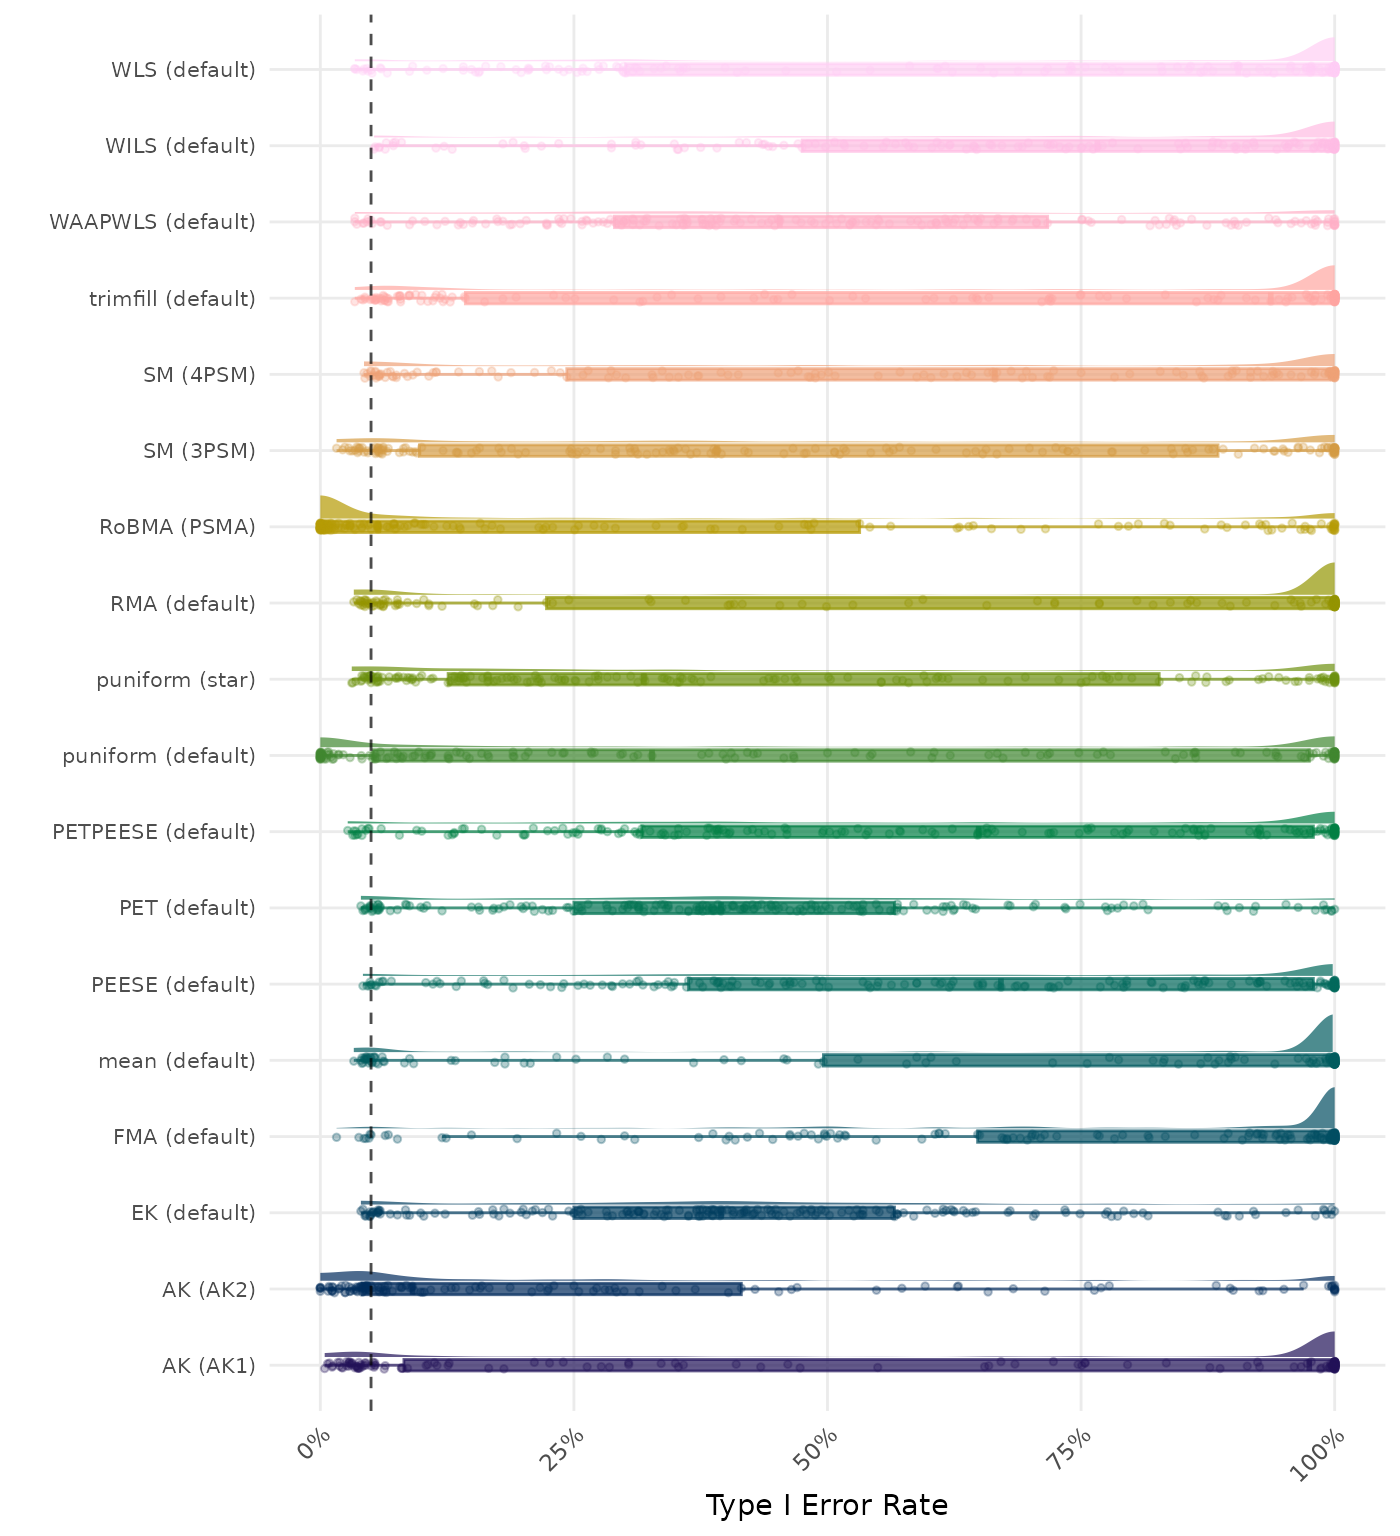 WLS (default)
WILS (default)
WAAPWLS (default)
trimfill (default)
SM (4PSM)
SM (3PSM)
RoBMA (PSMA)
RMA (default)
puniform (star)
puniform (default)
PETPEESE (default)
PET (default)
PEESE (default)
mean (default)
FMA (default)
EK (default)
AK (AK2)
AK (AK1)
0% 25% 50% 75% 100%
Type I Error Rate